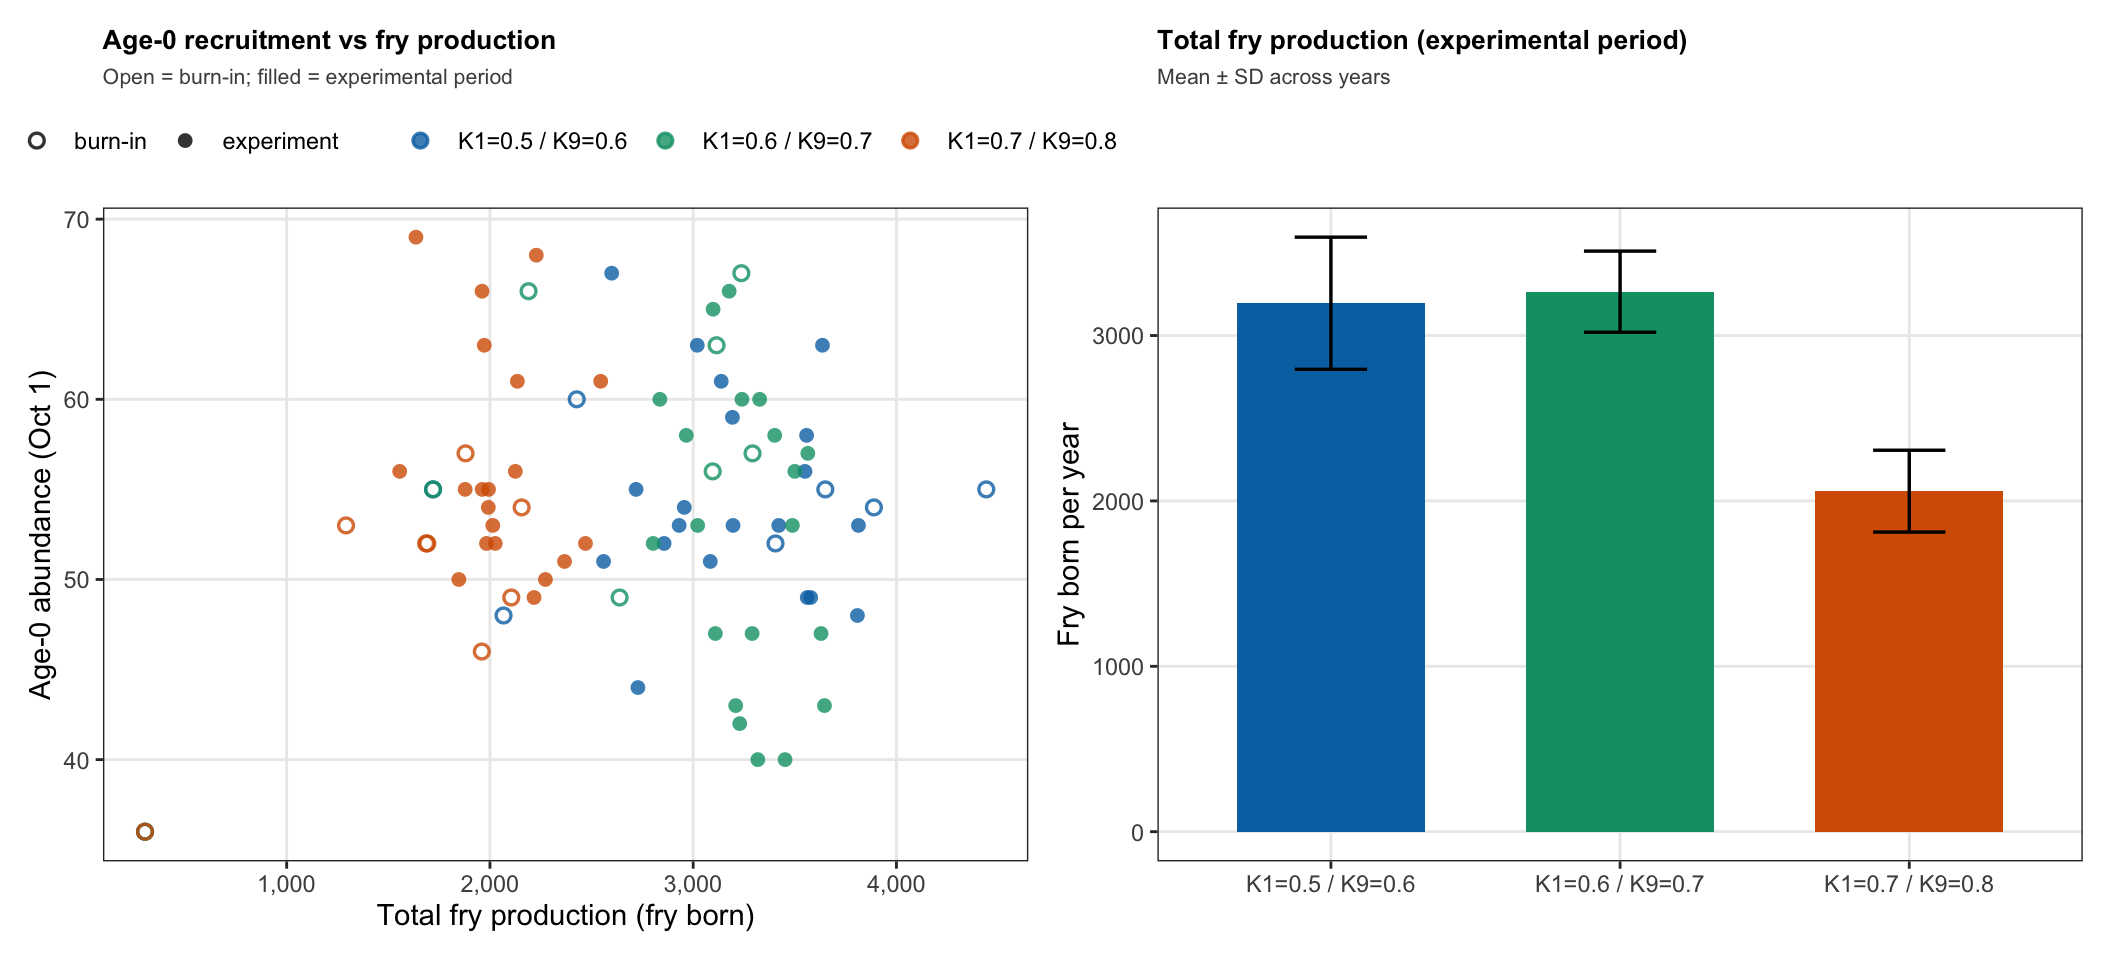 Age-0 recruitment vs fry production
Open = burn-in; filled = experimental period
burn-in experiment K1=0.5 / K9=0.6 K1=0.6 / K9=0.7 K1=0.7 / K9=0.8
70
60
50
40
Age-0 abundance (Oct 1)
1,000 2,000 3,000 4,000
Total fry production (fry born)
Total fry production (experimental period)
Mean ± SD across years
3000
2000
1000
0
Fry born per year
K1=0.5 / K9=0.6 K1=0.6 / K9=0.7 K1=0.7 / K9=0.8